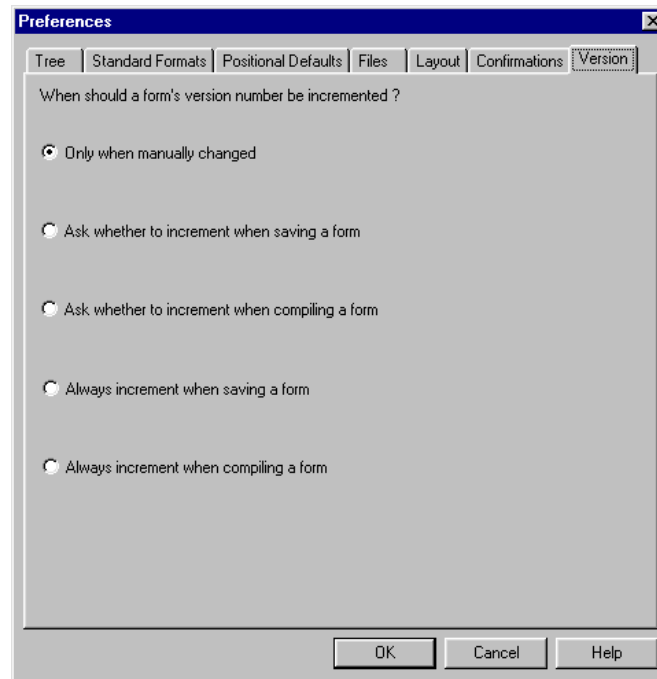 Preferences
Tree Standard Formats Positional Defaults Files Layout Confirmations Version
When should a form's version number be incremented ?
Only when manually changed
Ask whether to increment when saving a form
Ask whether to increment when compiling a form
Always increment when saving a form
Always increment when compiling a form
OK Cancel Help